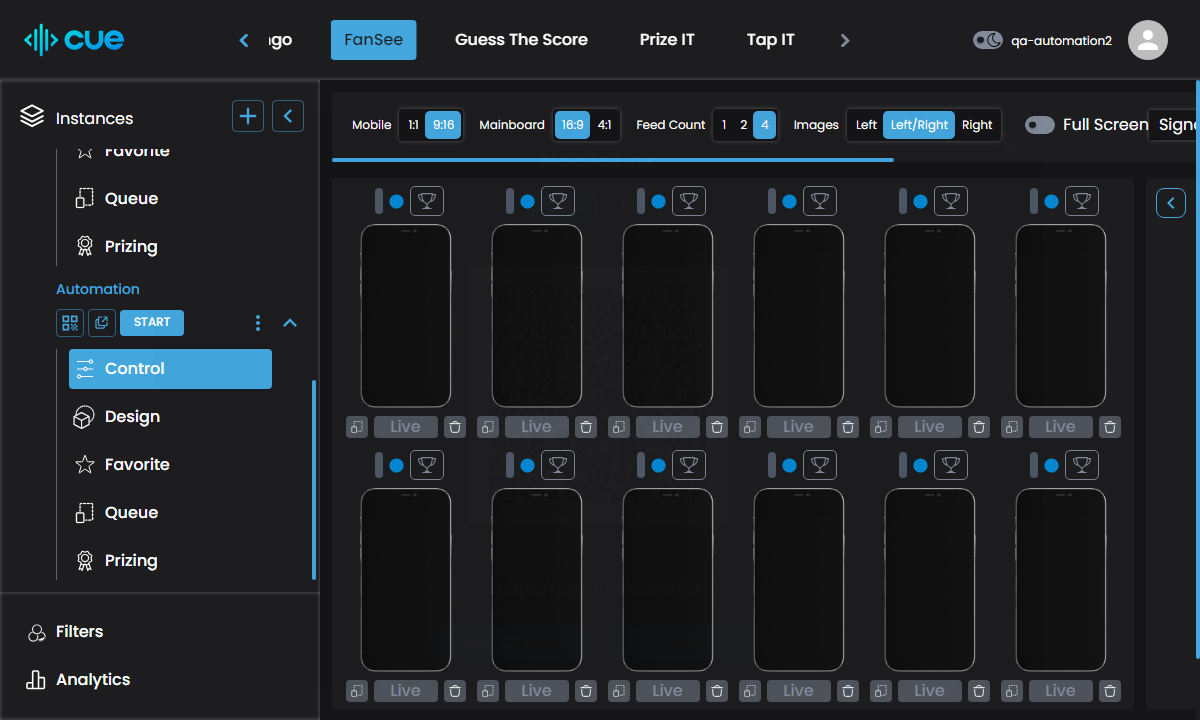 cue
FanSee
Guess The Score
Prize IT
Tap IT
qa-automation2
Instances
Favorite
Queue
Prizing
Automation
START
Control
Design
Favorite
Queue
Prizing
Filters
Analytics
Mobile 1:1 9:16 Mainboard 16:9 4:1 Feed Count 1 2 4 Images Left Left/Right Right Full Screen
Live Live Live Live Live Live
Live Live Live Live Live Live